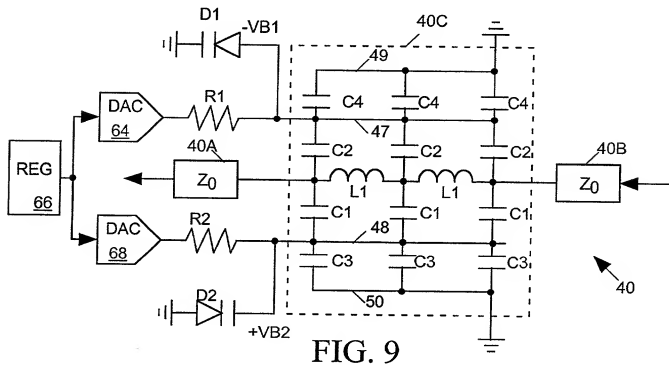 D1
-VB1
40C
49
DAC
64
R1
C4 C4 C4
47
40A
C2 C2 C2
40B
REG
66
Z0
L1 L1
Z0
DAC
68
R2
C1 C1 C1
48
C3 C3 C3
D2
+VB2
50
40
FIG. 9